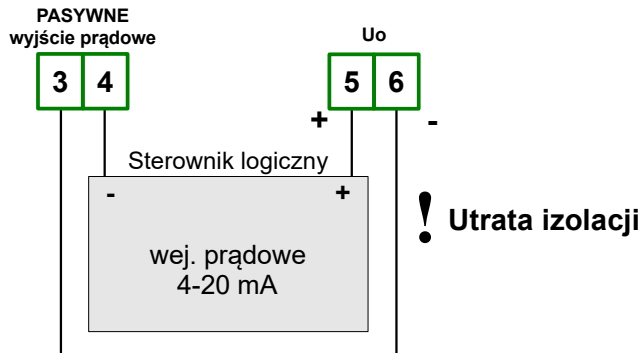 PASYWNE
wyjście prądowe
Uo
3 4
5 6
+ -
Sterownik logiczny
- +
! Utrata izolacji
wej. prądowe
4-20 mA